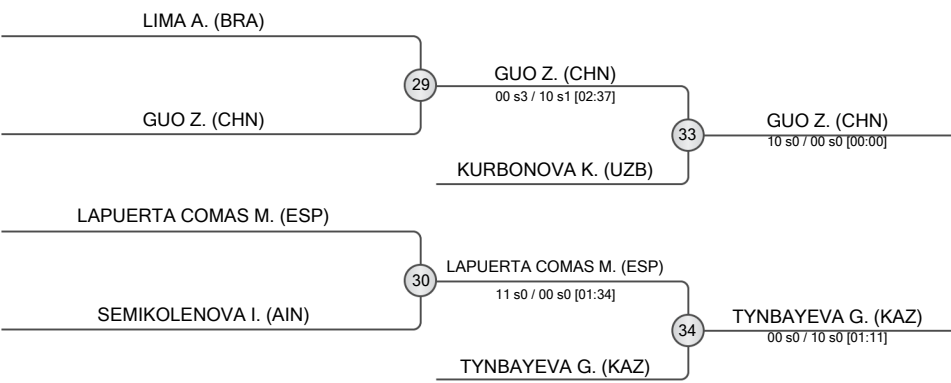 LIMA A. (BRA)
29
GUO Z. (CHN)
GUO Z. (CHN)
00 s3 / 10 s1 [02:37]
33
GUO Z. (CHN)
10 s0 / 00 s0 [00:00]
KURBONOVA K. (UZB)
LAPUERTA COMAS M. (ESP)
30
LAPUERTA COMAS M. (ESP)
11 s0 / 00 s0 [01:34]
SEMIKOLENOVA I. (AIN)
34
TYNBAYEVA G. (KAZ)
00 s0 / 10 s0 [01:11]
TYNBAYEVA G. (KAZ)